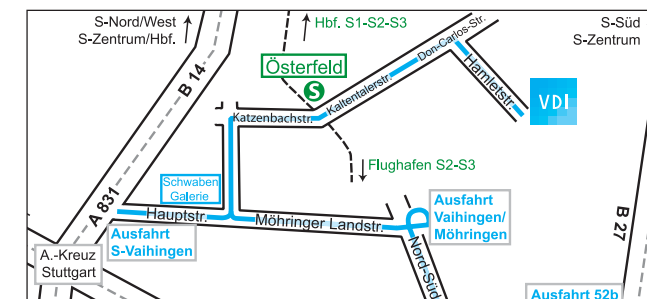 S-Nord/West
S-Zentrum/Hbf.
Hbf. S1-S2-S3
S-Süd
S-Zentrum
Don-Carlos-Str.
Österfeld
S
B 14
Kaltentalerstr.
Hamletstr.
VDI
Katzenbachstr.
Flughafen S2-S3
Schwaben
Galerie
A 831
Hauptstr.
Möhringer Landstr.
Ausfahrt
Vaihingen/
Möhringen
Ausfahrt
S-Vaihingen
B 27
A.-Kreuz
Stuttgart
Nord-Süd
Ausfahrt 52b